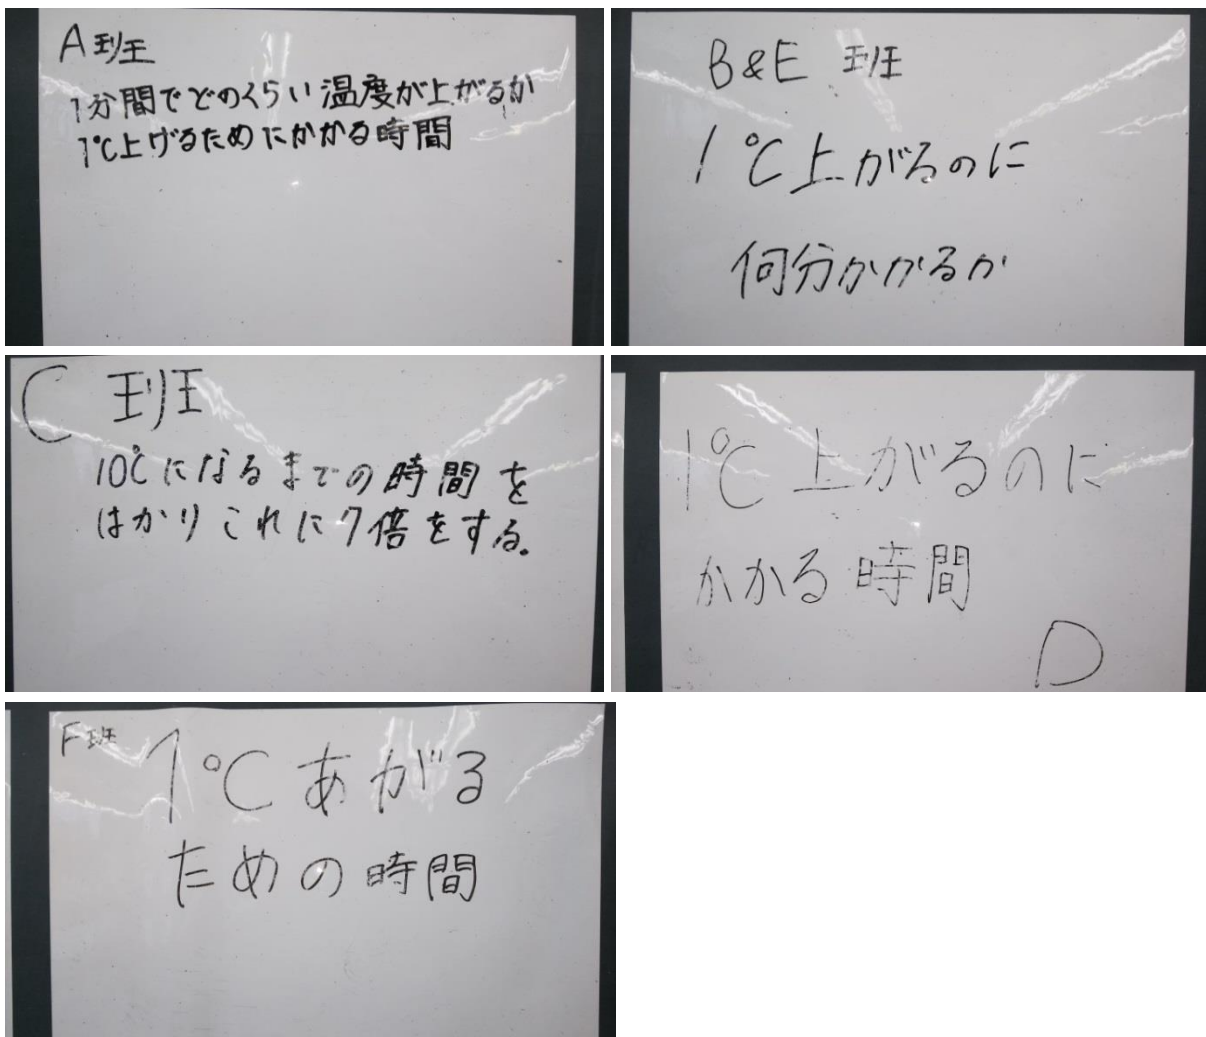 A班
1分間でどのくらい温度が上がるか
1℃上げるためにかかる時間
B&E 班
1℃上がるのに
何分かかるか
C 班
10℃になるまでの時間を
はかりこれに7倍をする。
1℃上がるのに
かかる時間
D
F班
1℃あがる
ための時間